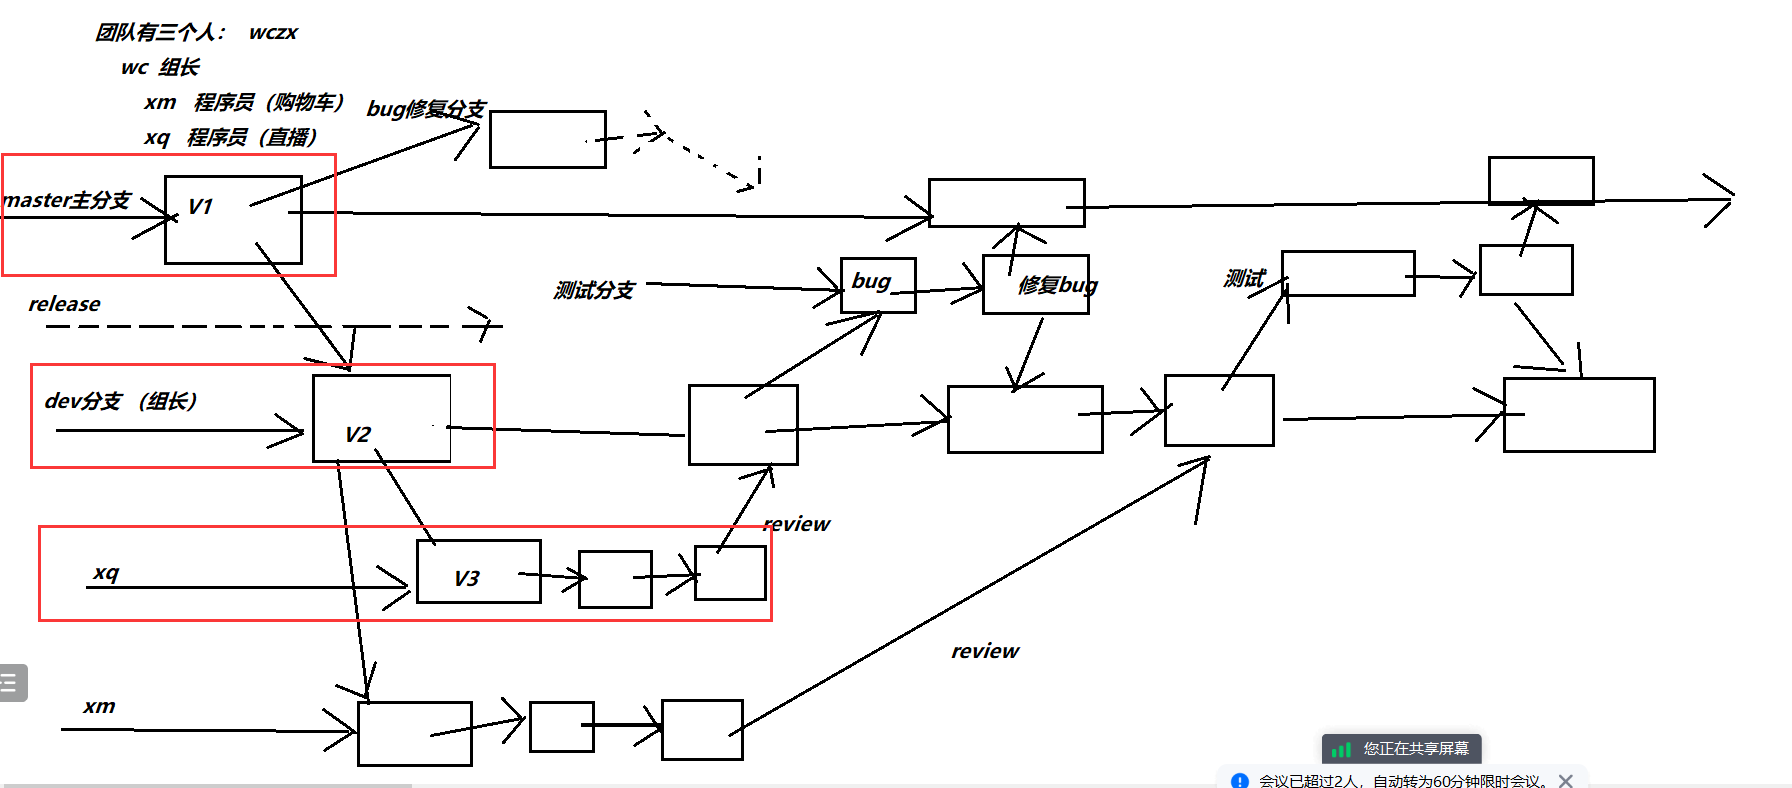 团队有三个人： wczx
wc 组长
xm 程序员（购物车）
bug修复分支
xq 程序员（直播）
master主分支
V1
release
测试分支
bug
修复bug
测试
dev分支 （组长）
V2
review
xq
V3
review
xm
您正在共享屏幕
会议已超过2人，自动转为60分钟限时会议。